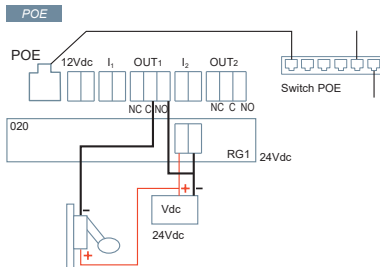 POE
POE 12Vdc I1 OUT1 I2 OUT2
NC C NO NC C NO
Switch POE
020
RG1 24Vdc
+ -
Vdc
24Vdc
-
+